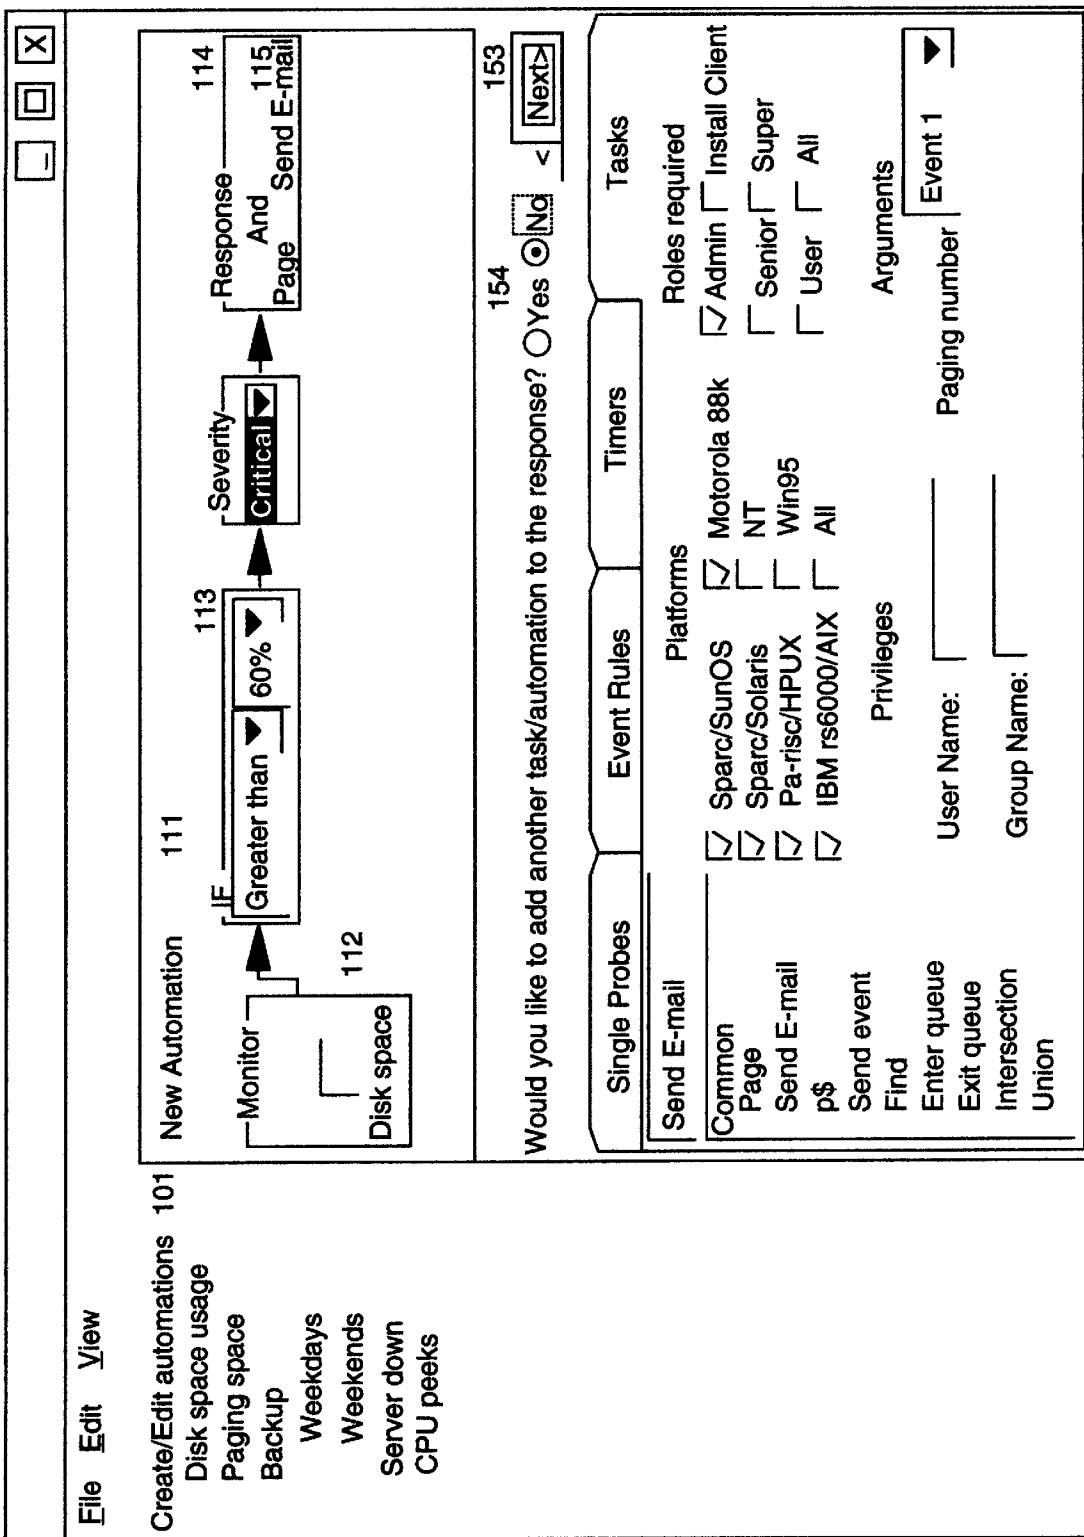 _ □ X
File Edit View
Create/Edit automations 101
Disk space usage
Paging space
Backup
Weekdays
Weekends
Server down
CPU peeks
New Automation 111
Monitor
Disk space
112
IF
Greater than 60%
113
Severity
Critical
Response 114
And 115
Page Send E-mail
154 153
Would you like to add another task/automation to the response? Yes No < Next>
Single Probes Event Rules Timers Tasks
Send E-mail
Common
Page
Send E-mail
p$
Send event
Find
Enter queue
Exit queue
Intersection
Union
Platforms
Sparc/SunOS Motorola 88k
Sparc/Solaris NT
Pa-risc/HPUX Win95
IBM rs6000/AIX All
Roles required
Admin Install Client
Senior Super
User All
Privileges
User Name:
Group Name:
Arguments
Paging number Event 1